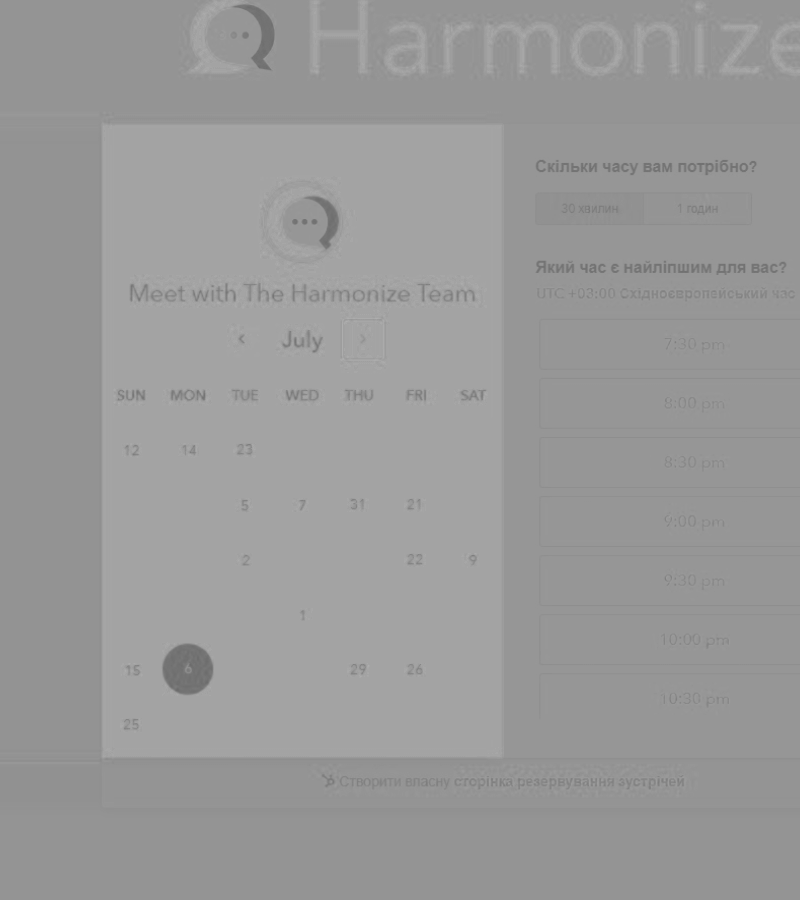 Harmonize
Meet with The Harmonize Team
July
SUN MON TUE WED THU FRI SAT
12 14 23
5 7 31 21
2 22 9
1
15 6 29 26
25
Скільки часу вам потрібно?
30 хвилин 1 годин
Який час є найліпшим для вас?
UTC +03:00 Східноєвропейський час
7:30 pm
8:00 pm
8:30 pm
9:00 pm
9:30 pm
10:00 pm
10:30 pm
Створити власну сторінка резервування зустрічей